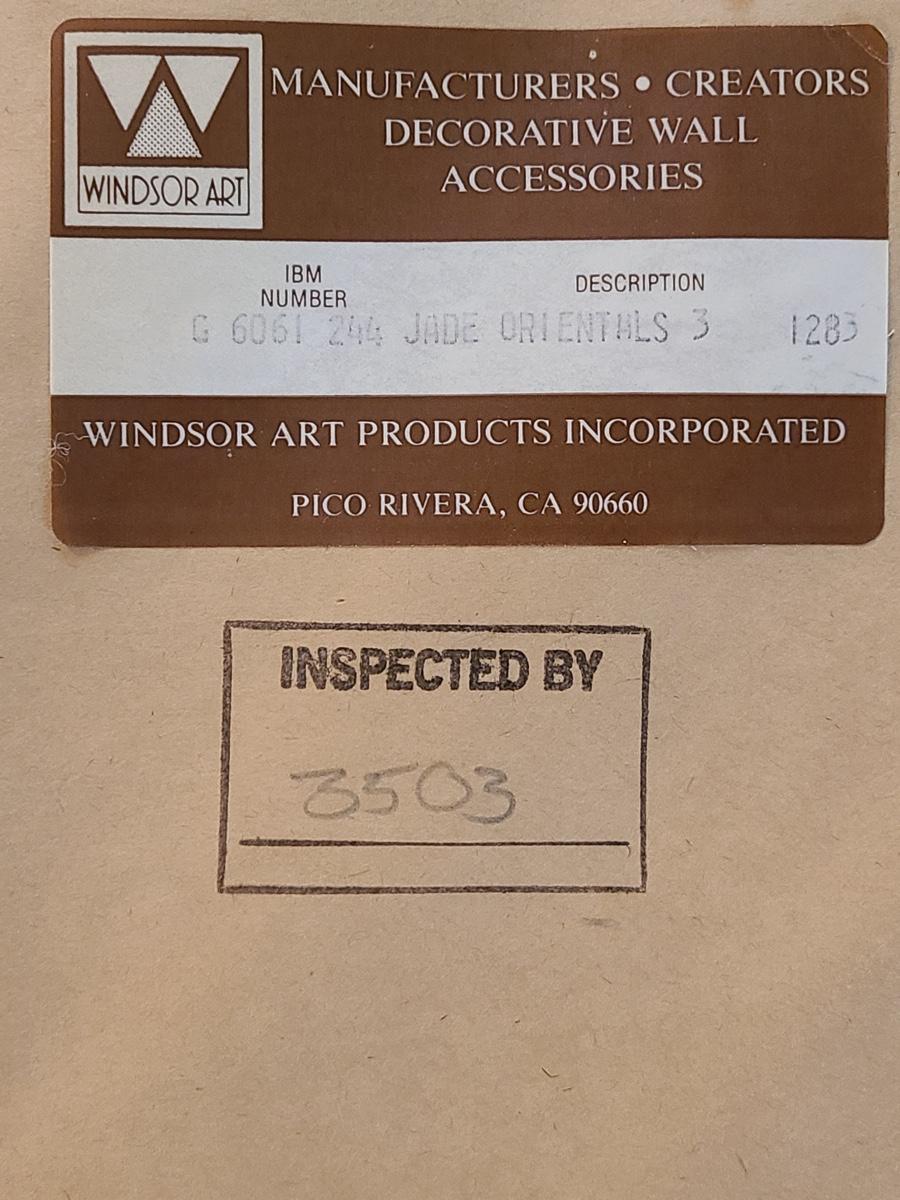 WINDSOR ART
MANUFACTURERS • CREATORS
DECORATIVE WALL
ACCESSORIES
IBM
NUMBER
DESCRIPTION
G 6061 244 JADE ORIENTALS 3 1283
WINDSOR ART PRODUCTS INCORPORATED
PICO RIVERA, CA 90660
INSPECTED BY
3503